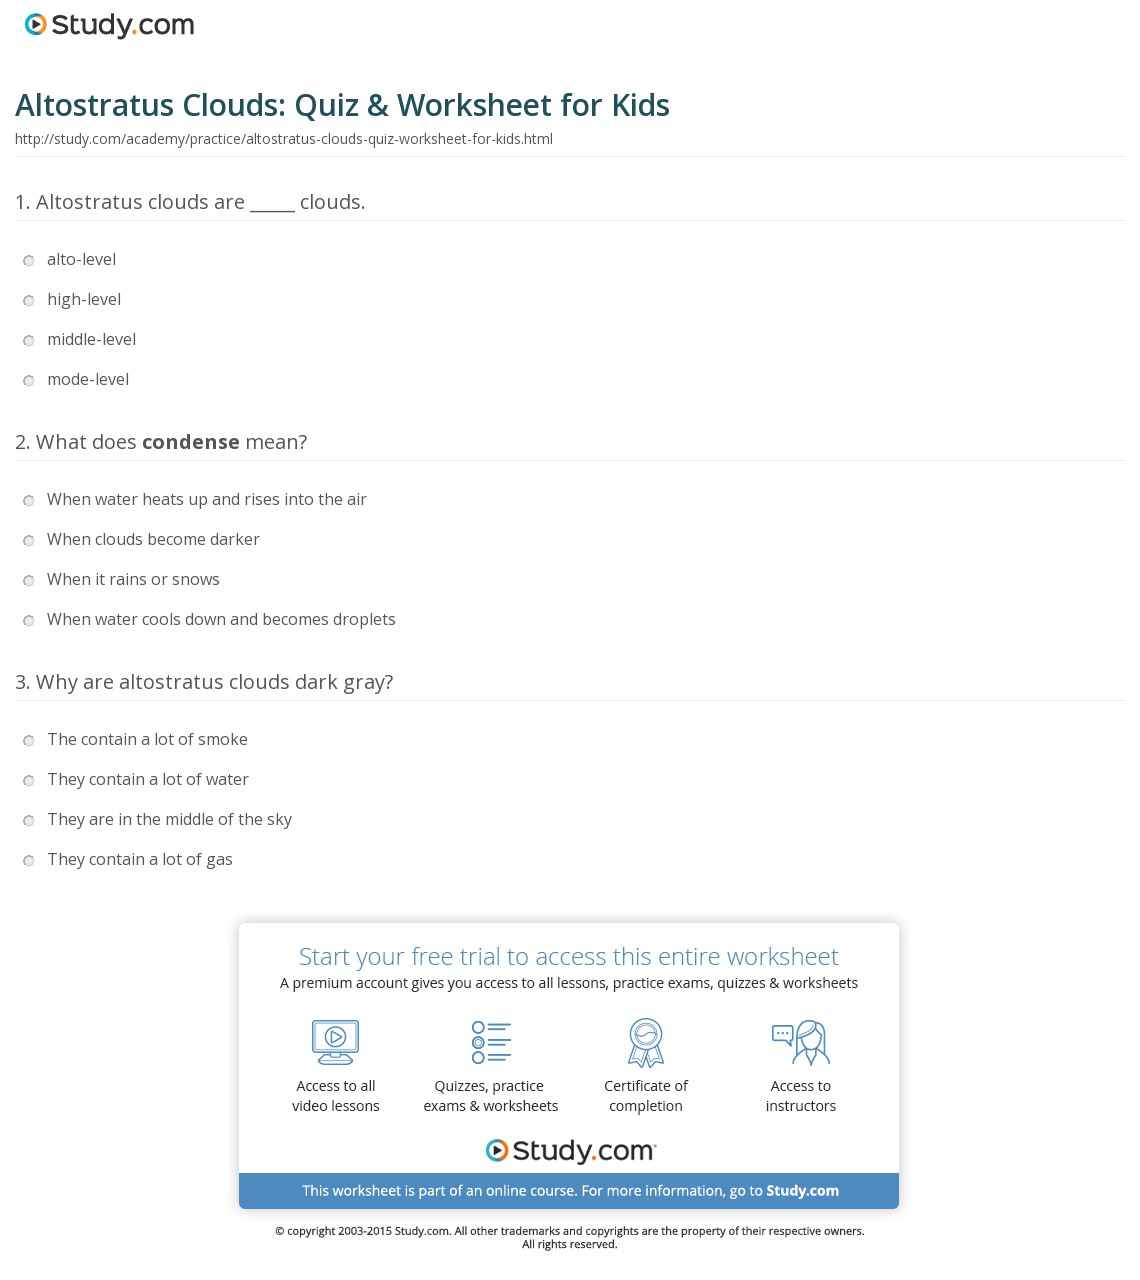 Study.com
Altostratus Clouds: Quiz & Worksheet for Kids
http://study.com/academy/practice/altostratus-clouds-quiz-worksheet-for-kids.html
1. Altostratus clouds are _____ clouds.
alto-level
high-level
middle-level
mode-level
2. What does condense mean?
When water heats up and rises into the air
When clouds become darker
When it rains or snows
When water cools down and becomes droplets
3. Why are altostratus clouds dark gray?
The contain a lot of smoke
They contain a lot of water
They are in the middle of the sky
They contain a lot of gas
Start your free trial to access this entire worksheet
A premium account gives you access to all lessons, practice exams, quizzes & worksheets
Access to all
video lessons
Quizzes, practice
exams & worksheets
Certificate of
completion
Access to
instructors
Study.com
This worksheet is part of an online course. For more information, go to Study.com
© copyright 2003-2015 Study.com. All other trademarks and copyrights are the property of their respective owners.
All rights reserved.